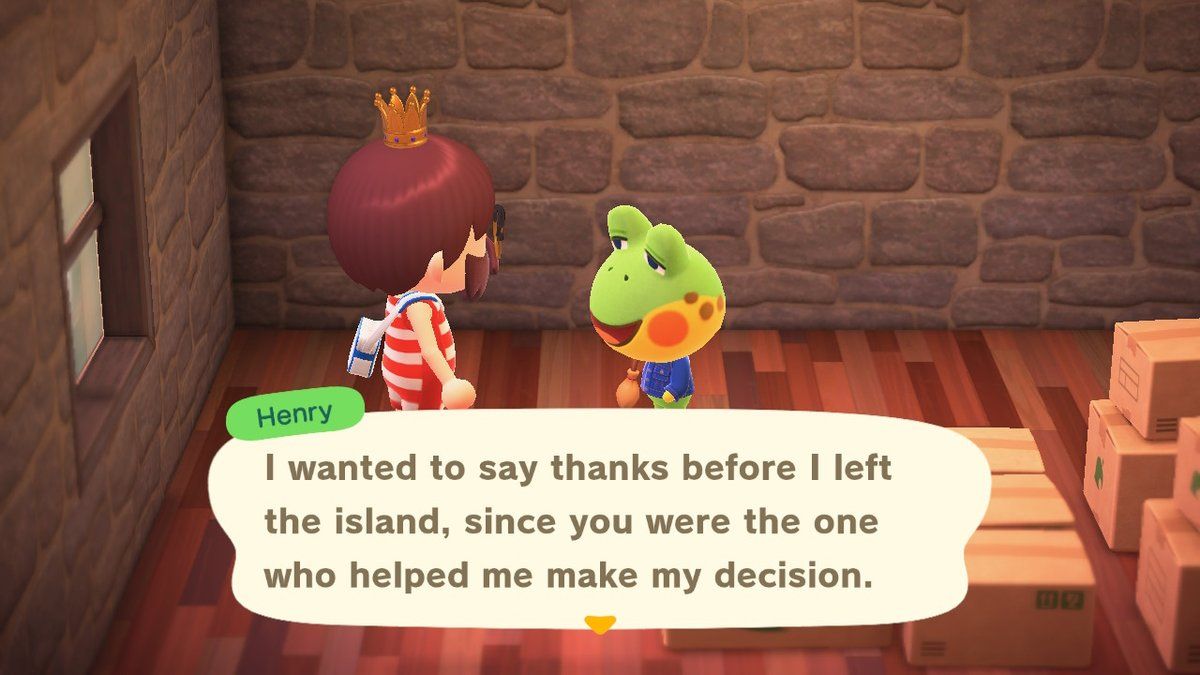 Henry
I wanted to say thanks before I left
the island, since you were the one
who helped me make my decision.